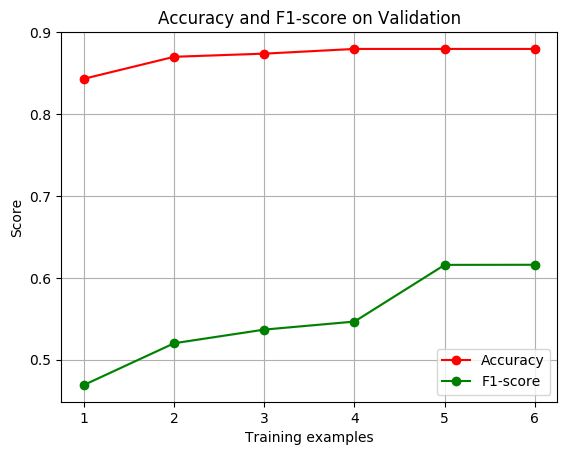 Accuracy and F1-score on Validation
0.9
0.8
0.7
0.6
0.5
Score
1 2 3 4 5 6
Training examples
Accuracy
F1-score